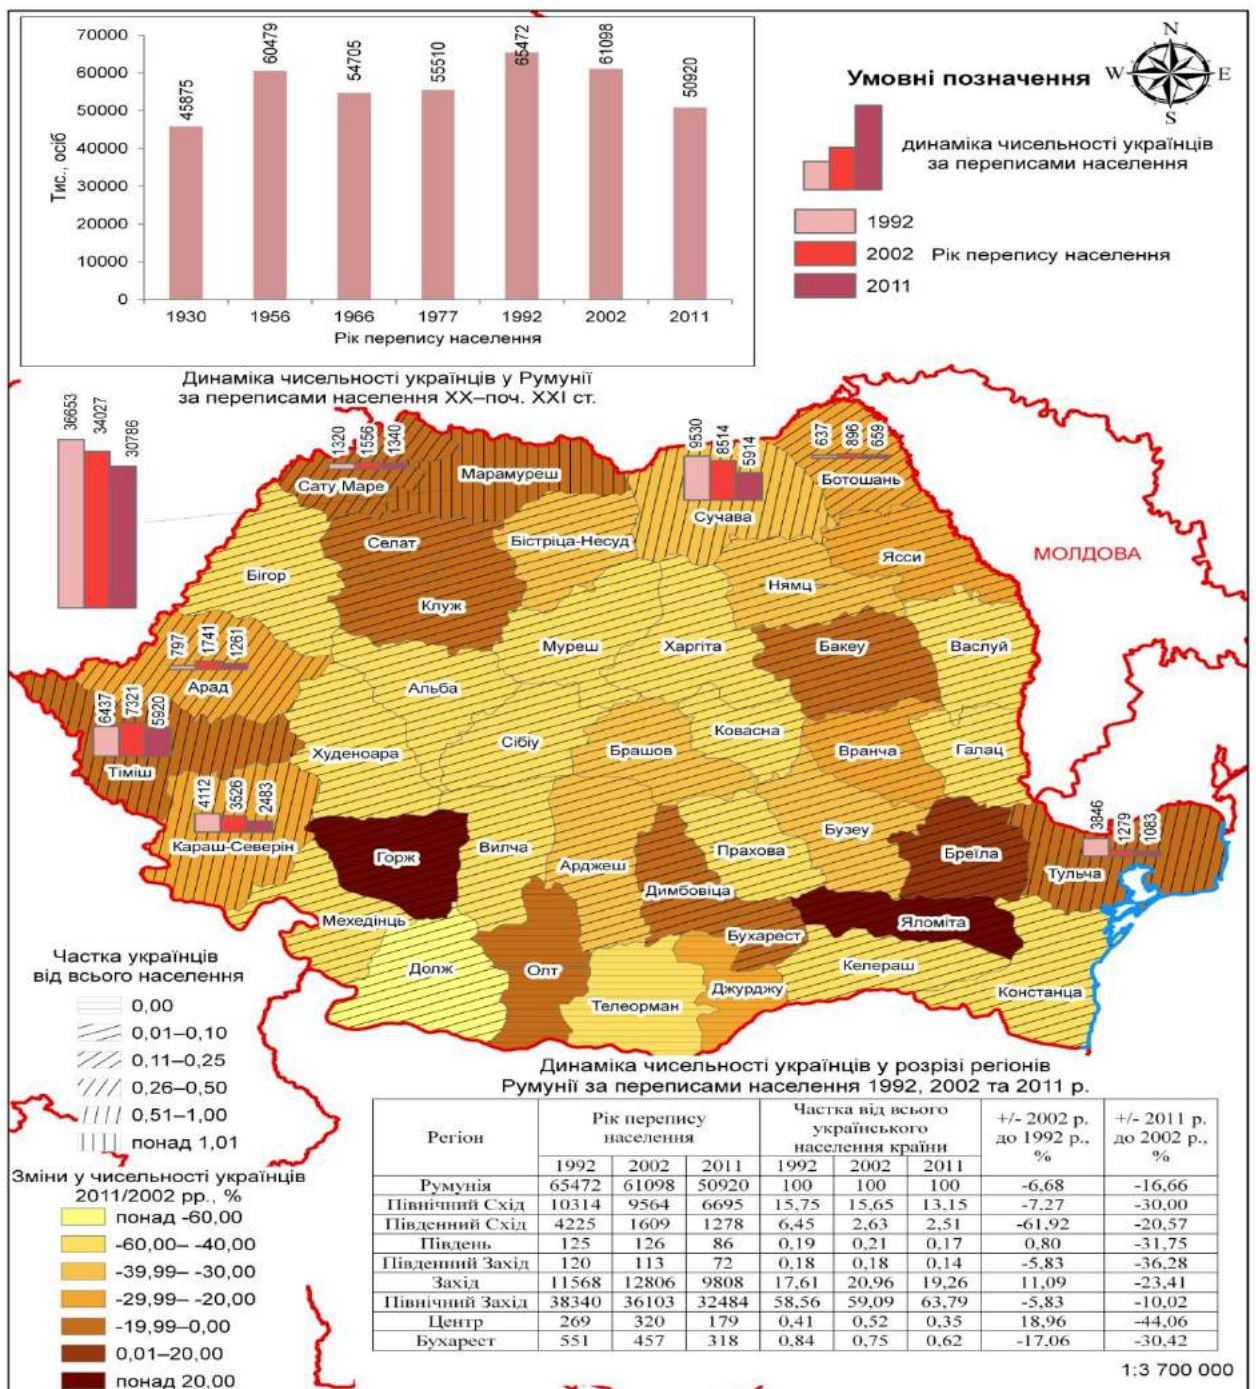 70000
60000
50000
40000
30000
20000
10000
0
Тис., осіб
45875
60479
54705
55510
65472
61098
50920
1930 1956 1966 1977 1992 2002 2011
Рік перепису населення
N
W E
S
Умовні позначення
динаміка чисельності українців
за переписами населення
1992
2002 Рік перепису населення
2011
Динаміка чисельності українців у Румунії
за переписами населення XX–поч. XXI ст.
36653 34027 30786
1320 1556 1340
Сату Маре
Марамуреш
9530 8514 5914
Сучава
637 896 659
Ботошань
Селат
Бістріца-Несуд
Ясси
МОЛДОВА
Бігор
Нямц
Клуж
Муреш
Харгіта
Бакеу
Васлуй
797 1741 1261
Арад
Альба
6437 7321 5920
Тіміш
Худеноара
Сібіу
Брашов
Ковасна
Вранча
Галац
4112 3526 2483
Караш-Северін
Горж
Вилча
Арджеш
Прахова
Бузеу
Бреїла
3846 1279 1083
Тульча
Димбовіца
Мехедінць
Бухарест
Яломіта
Долж
Олт
Телеорман
Джурджу
Келераш
Констанца
Частка українців
від всього населення
0,00
0,01–0,10
0,11–0,25
0,26–0,50
0,51–1,00
понад 1,01
Зміни у чисельності українців
2011/2002 рр., %
понад -60,00
-60,00– -40,00
-39,99– -30,00
-29,99– -20,00
-19,99–0,00
0,01–20,00
понад 20,00
Динаміка чисельності українців у розрізі регіонів
Румунії за переписами населення 1992, 2002 та 2011 р.
Регіон
Рік перепису
населення
Частка від всього
українського
населення країни
+/- 2002 р.
до 1992 р.,
%
+/- 2011 р.
до 2002 р.,
%
1992 2002 2011 1992 2002 2011
Румунія 65472 61098 50920 100 100 100 -6,68 -16,66
Північний Схід 10314 9564 6695 15,75 15,65 13,15 -7,27 -30,00
Південний Схід 4225 1609 1278 6,45 2,63 2,51 -61,92 -20,57
Південь 125 126 86 0,19 0,21 0,17 0,80 -31,75
Південний Захід 120 113 72 0,18 0,18 0,14 -5,83 -36,28
Захід 11568 12806 9808 17,61 20,96 19,26 11,09 -23,41
Північний Захід 38340 36103 32484 58,56 59,09 63,79 -5,83 -10,02
Центр 269 320 179 0,41 0,52 0,35 18,96 -44,06
Бухарест 551 457 318 0,84 0,75 0,62 -17,06 -30,42
1:3 700 000